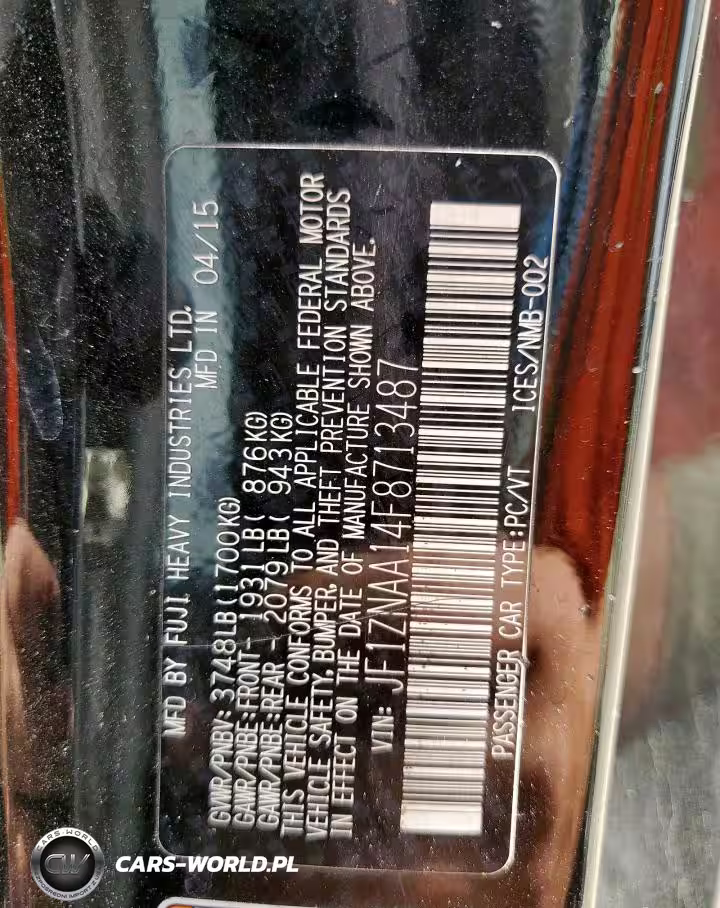 MFD BY FUJI HEAVY INDUSTRIES LTD.
MFD IN 04/15
GVWR/PNBV: 3748LB(1700KG)
GAWR/PNBE:FRONT- 1931LB( 876KG)
GAWR/PNBE:REAR - 2079LB( 943KG)
THIS VEHICLE CONFORMS TO ALL APPLICABLE FEDERAL MOTOR
VEHICLE SAFETY, BUMPER, AND THEFT PREVENTION STANDARDS
IN EFFECT ON THE DATE OF MANUFACTURE SHOWN ABOVE.
VIN: JF1ZNAA14F8713487
PASSENGER CAR TYPE:PC/VT ICES/NMB-002
CARS-WORLD
CW
CARS-WORLD.PL